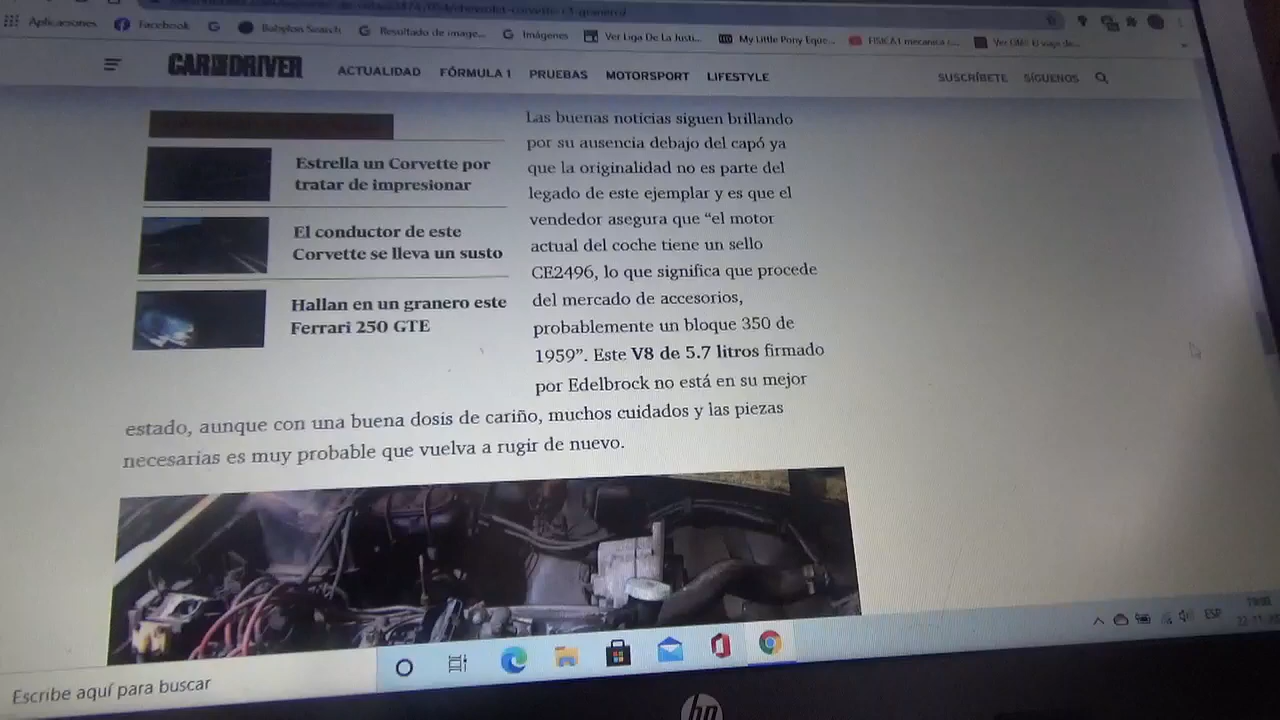 Aplicaciones Facebook G Babylon Search Resultado de image... Imágenes Ver Liga De La Justi... My Little Pony Eque... FISICA1 mecanica c...
CAR AND DRIVER ACTUALIDAD FÓRMULA 1 PRUEBAS MOTORSPORT LIFESTYLE SUSCRÍBETE SÍGUENOS
Estrella un Corvette por
tratar de impresionar
El conductor de este
Corvette se lleva un susto
Hallan en un granero este
Ferrari 250 GTE
Las buenas noticias siguen brillando
por su ausencia debajo del capó ya
que la originalidad no es parte del
legado de este ejemplar y es que el
vendedor asegura que “el motor
actual del coche tiene un sello
CE2496, lo que significa que procede
del mercado de accesorios,
probablemente un bloque 350 de
1959”. Este V8 de 5.7 litros firmado
por Edelbrock no está en su mejor
estado, aunque con una buena dosis de cariño, muchos cuidados y las piezas
necesarias es muy probable que vuelva a rugir de nuevo.
Escribe aquí para buscar
ESP
hp